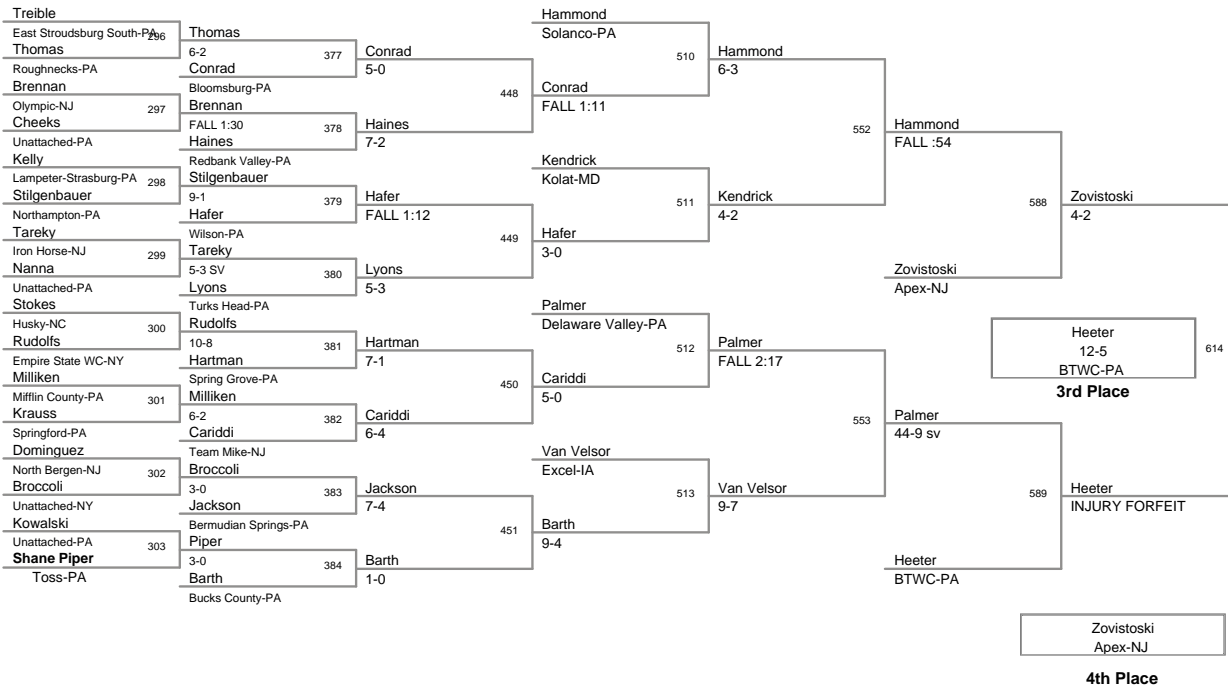 Treible
East Stroudsburg South-PA
296
Thomas
Roughnecks-PA
Brennan
Olympic-NJ
297
Cheeks
Unattached-PA
Kelly
Lampeter-Strasburg-PA
298
Stilgenbauer
Northampton-PA
Tareky
Iron Horse-NJ
299
Nanna
Unattached-PA
Stokes
Husky-NC
300
Rudolfs
Empire State WC-NY
Milliken
Mifflin County-PA
301
Krauss
Springford-PA
Dominguez
North Bergen-NJ
302
Broccoli
Unattached-NY
Kowalski
Unattached-PA
303
Shane Piper
Toss-PA
Thomas
6-2
377
Conrad
Bloomsburg-PA
Brennan
FALL 1:30
378
Haines
Redbank Valley-PA
Stilgenbauer
9-1
379
Hafer
Wilson-PA
Tareky
5-3 SV
380
Lyons
Turks Head-PA
Rudolfs
10-8
381
Hartman
Spring Grove-PA
Milliken
6-2
382
Cariddi
Team Mike-NJ
Broccoli
3-0
383
Jackson
Bermudian Springs-PA
Piper
3-0
384
Barth
Bucks County-PA
Conrad
5-0
448
Haines
7-2
Hafer
FALL 1:12
449
Lyons
5-3
Hartman
7-1
450
Cariddi
6-4
Jackson
7-4
451
Barth
1-0
Hammond
Solanco-PA
510
Conrad
FALL 1:11
Kendrick
Kolat-MD
511
Hafer
3-0
Palmer
Delaware Valley-PA
512
Cariddi
5-0
Van Velsor
Excel-IA
513
Barth
9-4
Hammond
6-3
552
Kendrick
4-2
Palmer
FALL 2:17
553
Van Velsor
9-7
Hammond
FALL :54
588
Zovistoski
Apex-NJ
Palmer
44-9 sv
589
Heeter
BTWC-PA
Zovistoski
4-2
Heeter
12-5
BTWC-PA
614
3rd Place
Heeter
INJURY FORFEIT
Zovistoski
Apex-NJ
4th Place